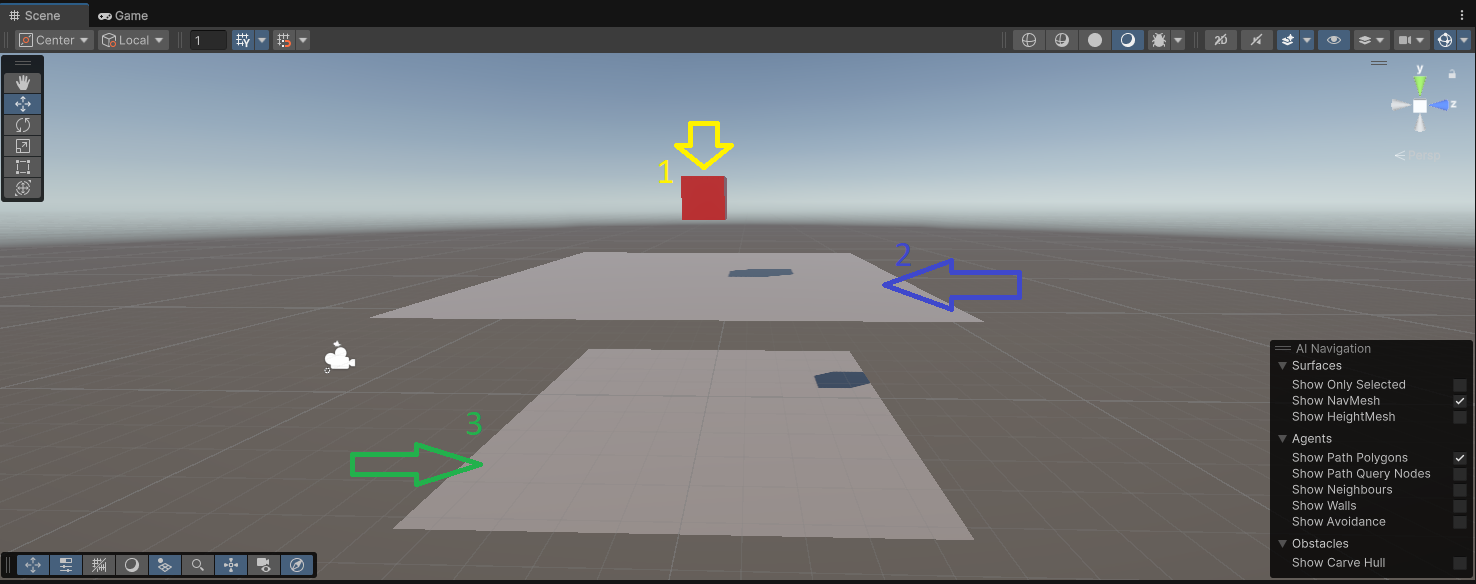 Scene
Game
Center
Local
1
2D
y
z
Persp
1
2
3
AI Navigation
Surfaces
Show Only Selected
Show NavMesh
Show HeightMesh
Agents
Show Path Polygons
Show Path Query Nodes
Show Neighbours
Show Walls
Show Avoidance
Obstacles
Show Carve Hull